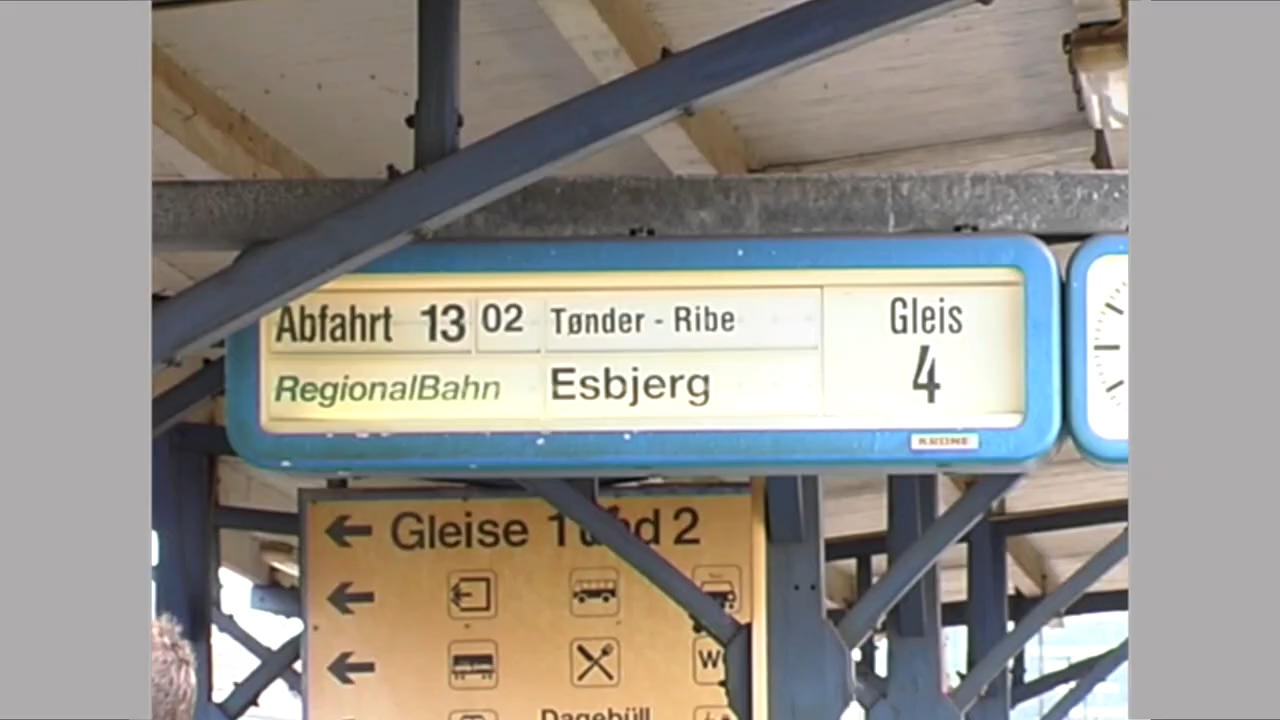 Abfahrt 13 02 Tønder - Ribe
RegionalBahn Esbjerg
Gleis
4
KRONE
← Gleise 1 und 2
Dagebüll